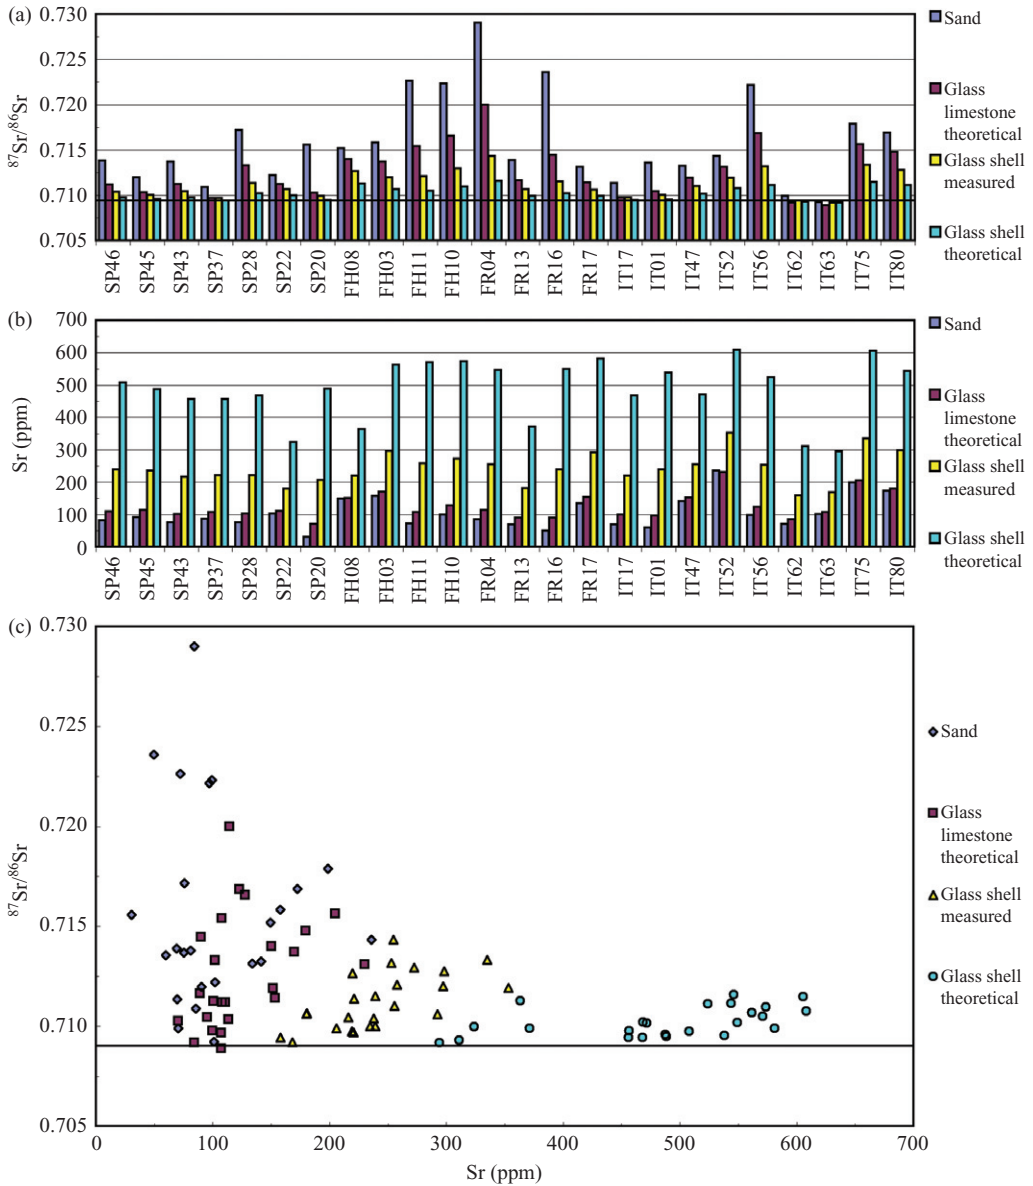 (a)
0.730
0.725
0.720
0.715
0.710
0.705
⁸⁷Sr/⁸⁶Sr
SP46
SP45
SP43
SP37
SP28
SP22
SP20
FH08
FH03
FH11
FH10
FR04
FR13
FR16
FR17
IT17
IT01
IT47
IT52
IT56
IT62
IT63
IT75
IT80
Sand
Glass
limestone
theoretical
Glass shell
measured
Glass shell
theoretical
(b)
700
600
500
400
300
200
100
0
Sr (ppm)
SP46
SP45
SP43
SP37
SP28
SP22
SP20
FH08
FH03
FH11
FH10
FR04
FR13
FR16
FR17
IT17
IT01
IT47
IT52
IT56
IT62
IT63
IT75
IT80
Sand
Glass
limestone
theoretical
Glass shell
measured
Glass shell
theoretical
(c)
0.730
0.725
0.720
0.715
0.710
0.705
⁸⁷Sr/⁸⁶Sr
0
100
200
300
400
500
600
700
Sr (ppm)
Sand
Glass
limestone
theoretical
Glass shell
measured
Glass shell
theoretical